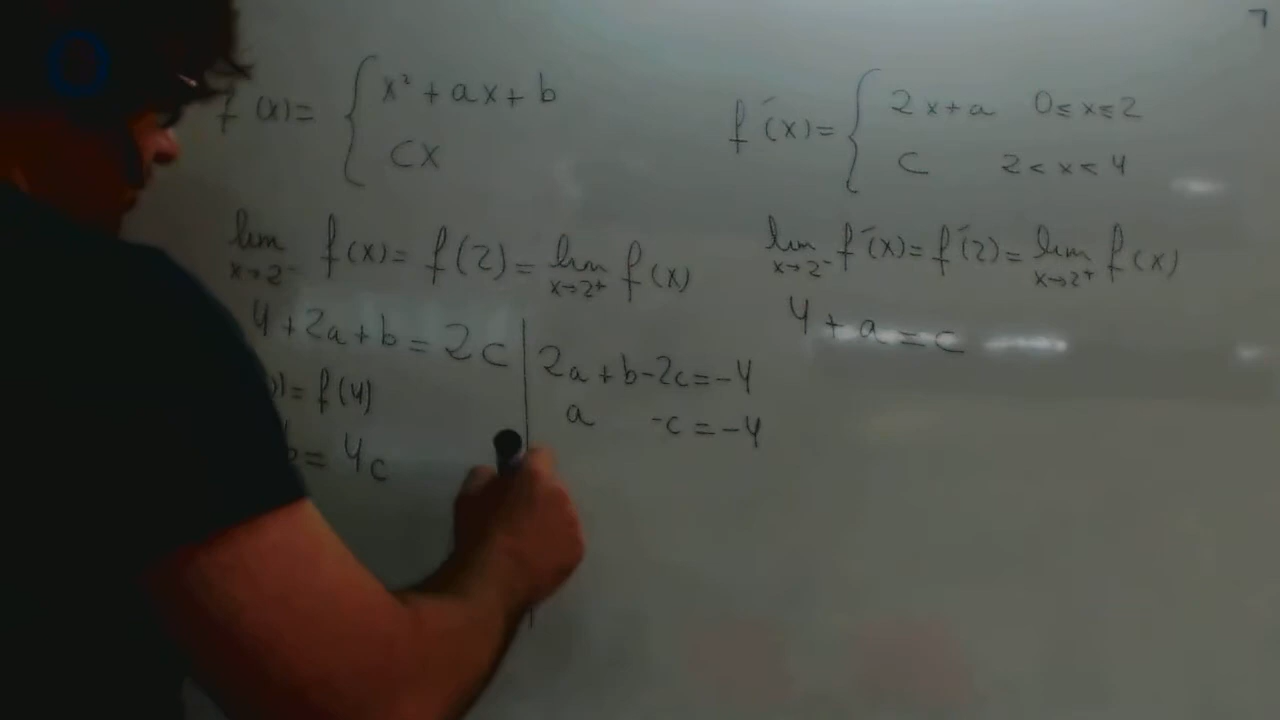 f(x)= { x² + ax + b
cx
lim x→2⁻ f(x) = f(2) = lim x→2⁺ f(x)
4 + 2a + b = 2c
)= f(4)
b = 4c
2a + b - 2c = -4
a -c = -4
f´(x)= { 2x+a 0≤x≤2
c 2<x<4
lim x→2⁻ f´(x) = f´(2) = lim x→2⁺ f(x)
4 + a = c